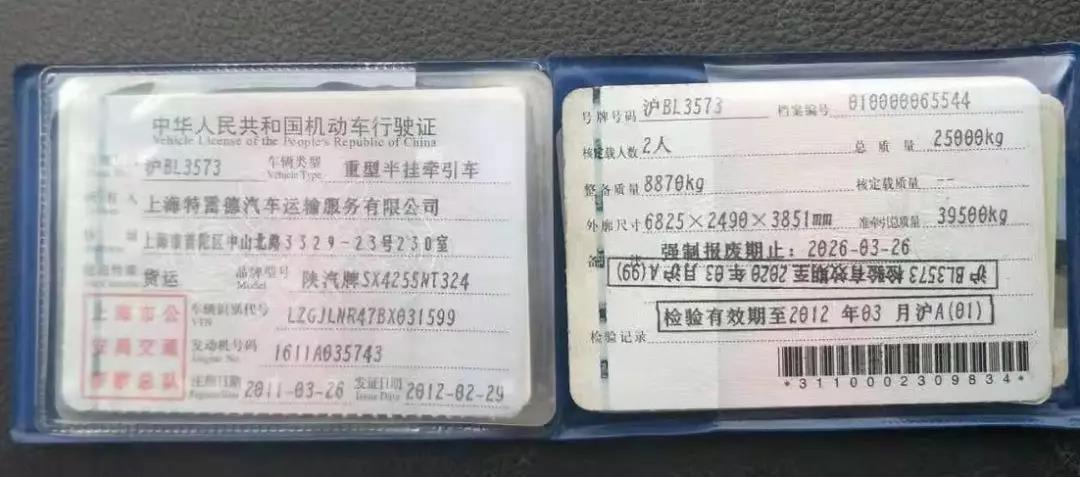 中华人民共和国机动车行驶证
Vehicle License of the People's Republic of China
沪BL3573 车辆类型 Vehicle Type 重型半挂牵引车
上海特雷德汽车运输服务有限公司
上海市普陀区中山北路3329-23号230室
货运 品牌型号 Model 陕汽牌SX4255NT324
上海市公
安局交通
警察总队
车辆识别代号 VIN LZGJLNR47BX031599
发动机号码 Engine No. 1611A035743
注册日期 Register Date 2011-03-26 发证日期 Issue Date 2012-02-29
号牌号码 沪BL3573 档案编号 010000065544
核定载人数 2人 总质量 25000kg
整备质量 8870kg 核定载质量 --
外廓尺寸 6825×2490×3851mm 准牵引总质量 39500kg
备 强制报废期止：2026-03-26
沪BL3573 检验有效期至2020年03月沪A(99)
检验有效期至2012 年03 月沪A(01)
检验记录
*3110002309834*